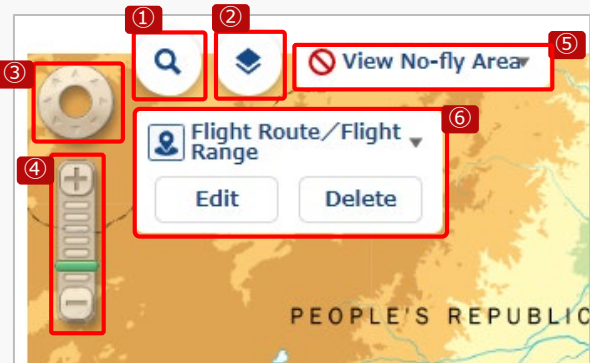 ①
②
⑤
View No-fly Area
③
⑥
Flight Route／Flight
Range
④
Edit
Delete
PEOPLE'S REPUBLIC